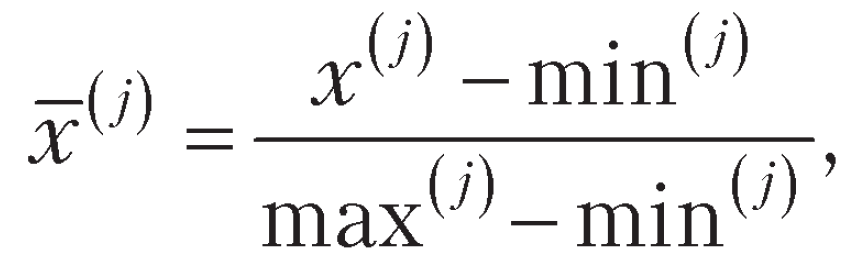 x̅⁽ʲ⁾ = (x⁽ʲ⁾ − min⁽ʲ⁾) / (max⁽ʲ⁾ − min⁽ʲ⁾),